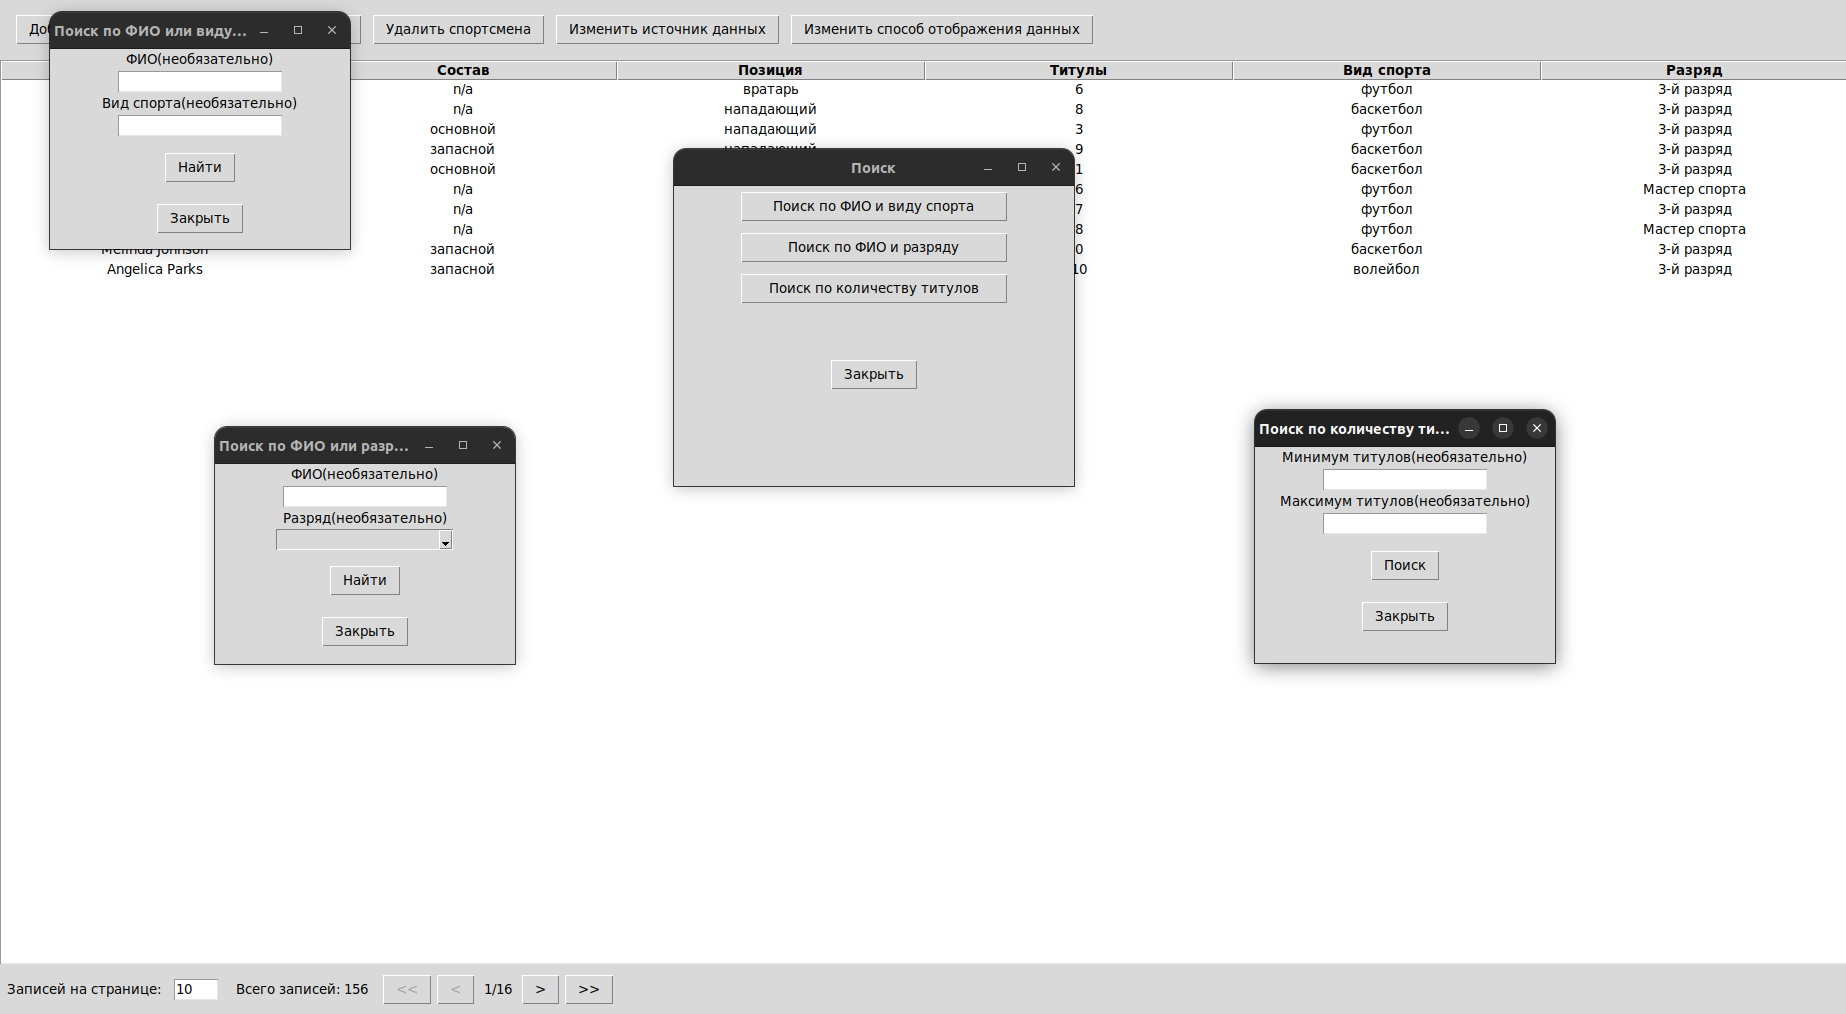 Удалить спортсмена
Изменить источник данных
Изменить способ отображения данных
Поиск по ФИО или виду...
ФИО(необязательно)
Вид спорта(необязательно)
Найти
Закрыть
Состав Позиция Титулы Вид спорта Разряд
n/a вратарь 6 футбол 3-й разряд
n/a нападающий 8 баскетбол 3-й разряд
основной нападающий 3 футбол 3-й разряд
запасной нападающий 9 баскетбол 3-й разряд
основной 1 баскетбол 3-й разряд
n/a 6 футбол Мастер спорта
n/a 7 футбол 3-й разряд
n/a 8 футбол Мастер спорта
Melinda Johnson запасной 0 баскетбол 3-й разряд
Angelica Parks запасной 10 волейбол 3-й разряд
Поиск
Поиск по ФИО и виду спорта
Поиск по ФИО и разряду
Поиск по количеству титулов
Закрыть
Поиск по ФИО или разр...
ФИО(необязательно)
Разряд(необязательно)
Найти
Закрыть
Поиск по количеству ти...
Минимум титулов(необязательно)
Максимум титулов(необязательно)
Поиск
Закрыть
Записей на странице: 10 Всего записей: 156 << < 1/16 > >>